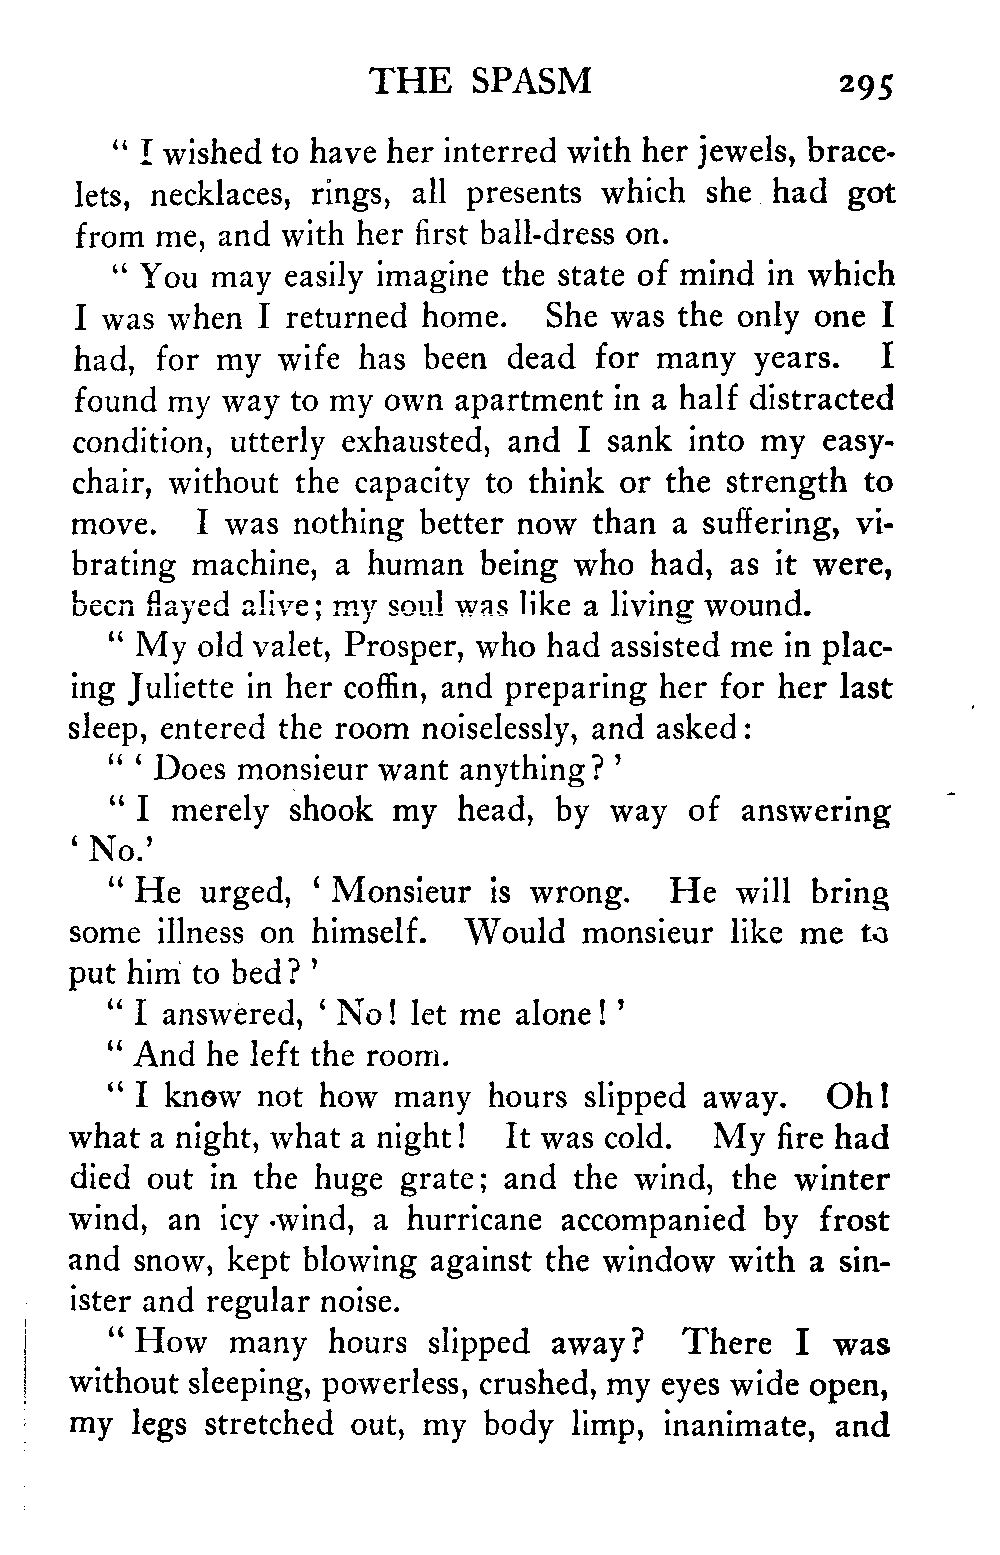 THE SPASM 295
“ I wished to have her interred with her jewels, brace-
lets, necklaces, rings, all presents which she had got
from me, and with her first ball-dress on.
“ You may easily imagine the state of mind in which
I was when I returned home. She was the only one I
had, for my wife has been dead for many years. I
found my way to my own apartment in a half distracted
condition, utterly exhausted, and I sank into my easy-
chair, without the capacity to think or the strength to
move. I was nothing better now than a suffering, vi-
brating machine, a human being who had, as it were,
been flayed alive; my soul was like a living wound.
“ My old valet, Prosper, who had assisted me in plac-
ing Juliette in her coffin, and preparing her for her last
sleep, entered the room noiselessly, and asked:
“ ‘ Does monsieur want anything? ’
“ I merely shook my head, by way of answering
‘ No.’
“ He urged, ‘ Monsieur is wrong. He will bring
some illness on himself. Would monsieur like me to
put him to bed? ’
“ I answered, ‘ No! let me alone! ’
“ And he left the room.
“ I know not how many hours slipped away. Oh!
what a night, what a night! It was cold. My fire had
died out in the huge grate; and the wind, the winter
wind, an icy wind, a hurricane accompanied by frost
and snow, kept blowing against the window with a sin-
ister and regular noise.
“ How many hours slipped away? There I was
without sleeping, powerless, crushed, my eyes wide open,
my legs stretched out, my body limp, inanimate, and